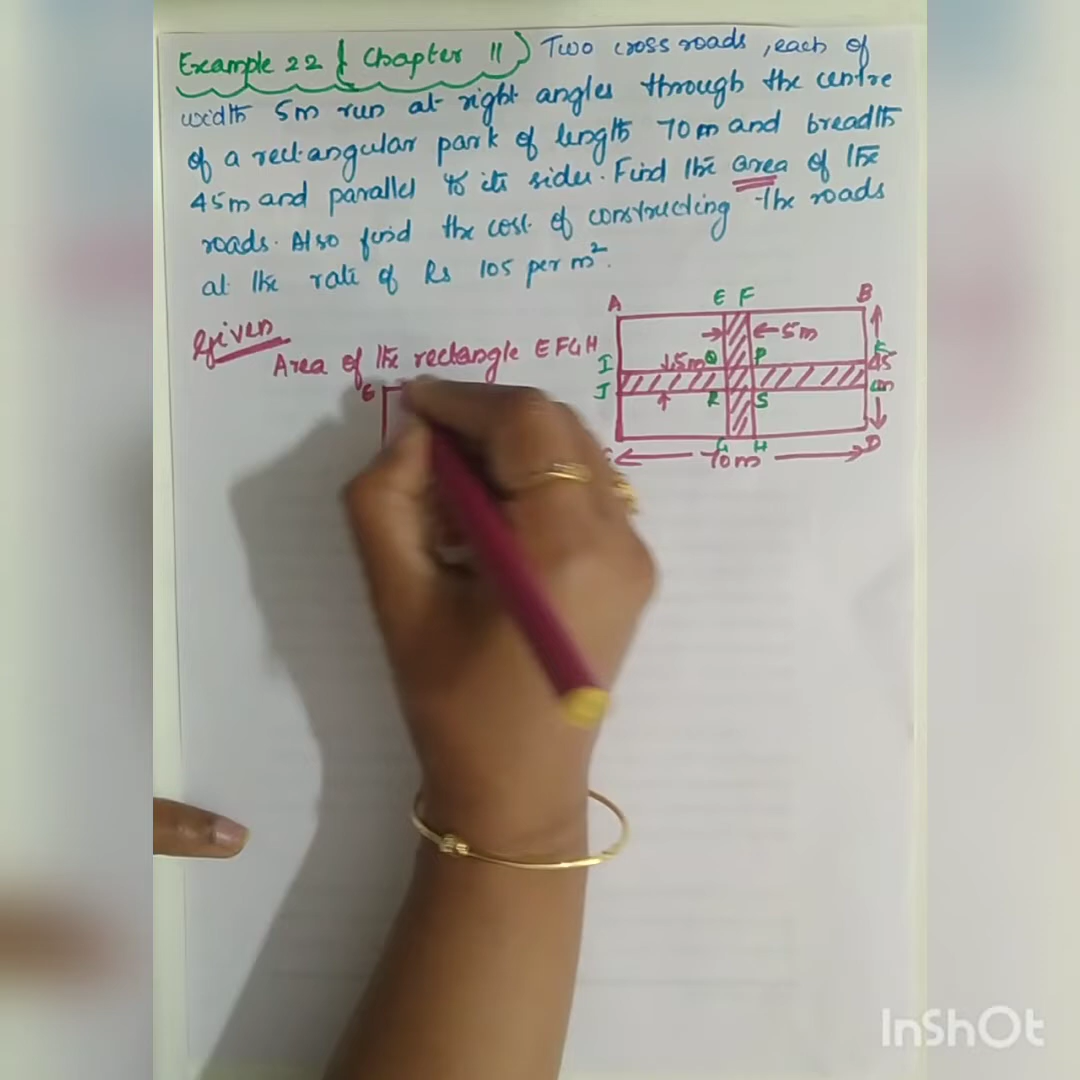 Example 22 { Chapter 11 } Two cross roads, each of
width 5m run at right angles through the centre
of a rectangular park of length 70m and breadth
45m and parallel to its sides. Find the area of the
roads. Also find the cost of constructing the roads
at the rate of Rs 105 per m².
Given
Area of the rectangle EFGH
E
A E F B
5m
I 5m Q P K 45
J R S m
G H D
70m
InShOt